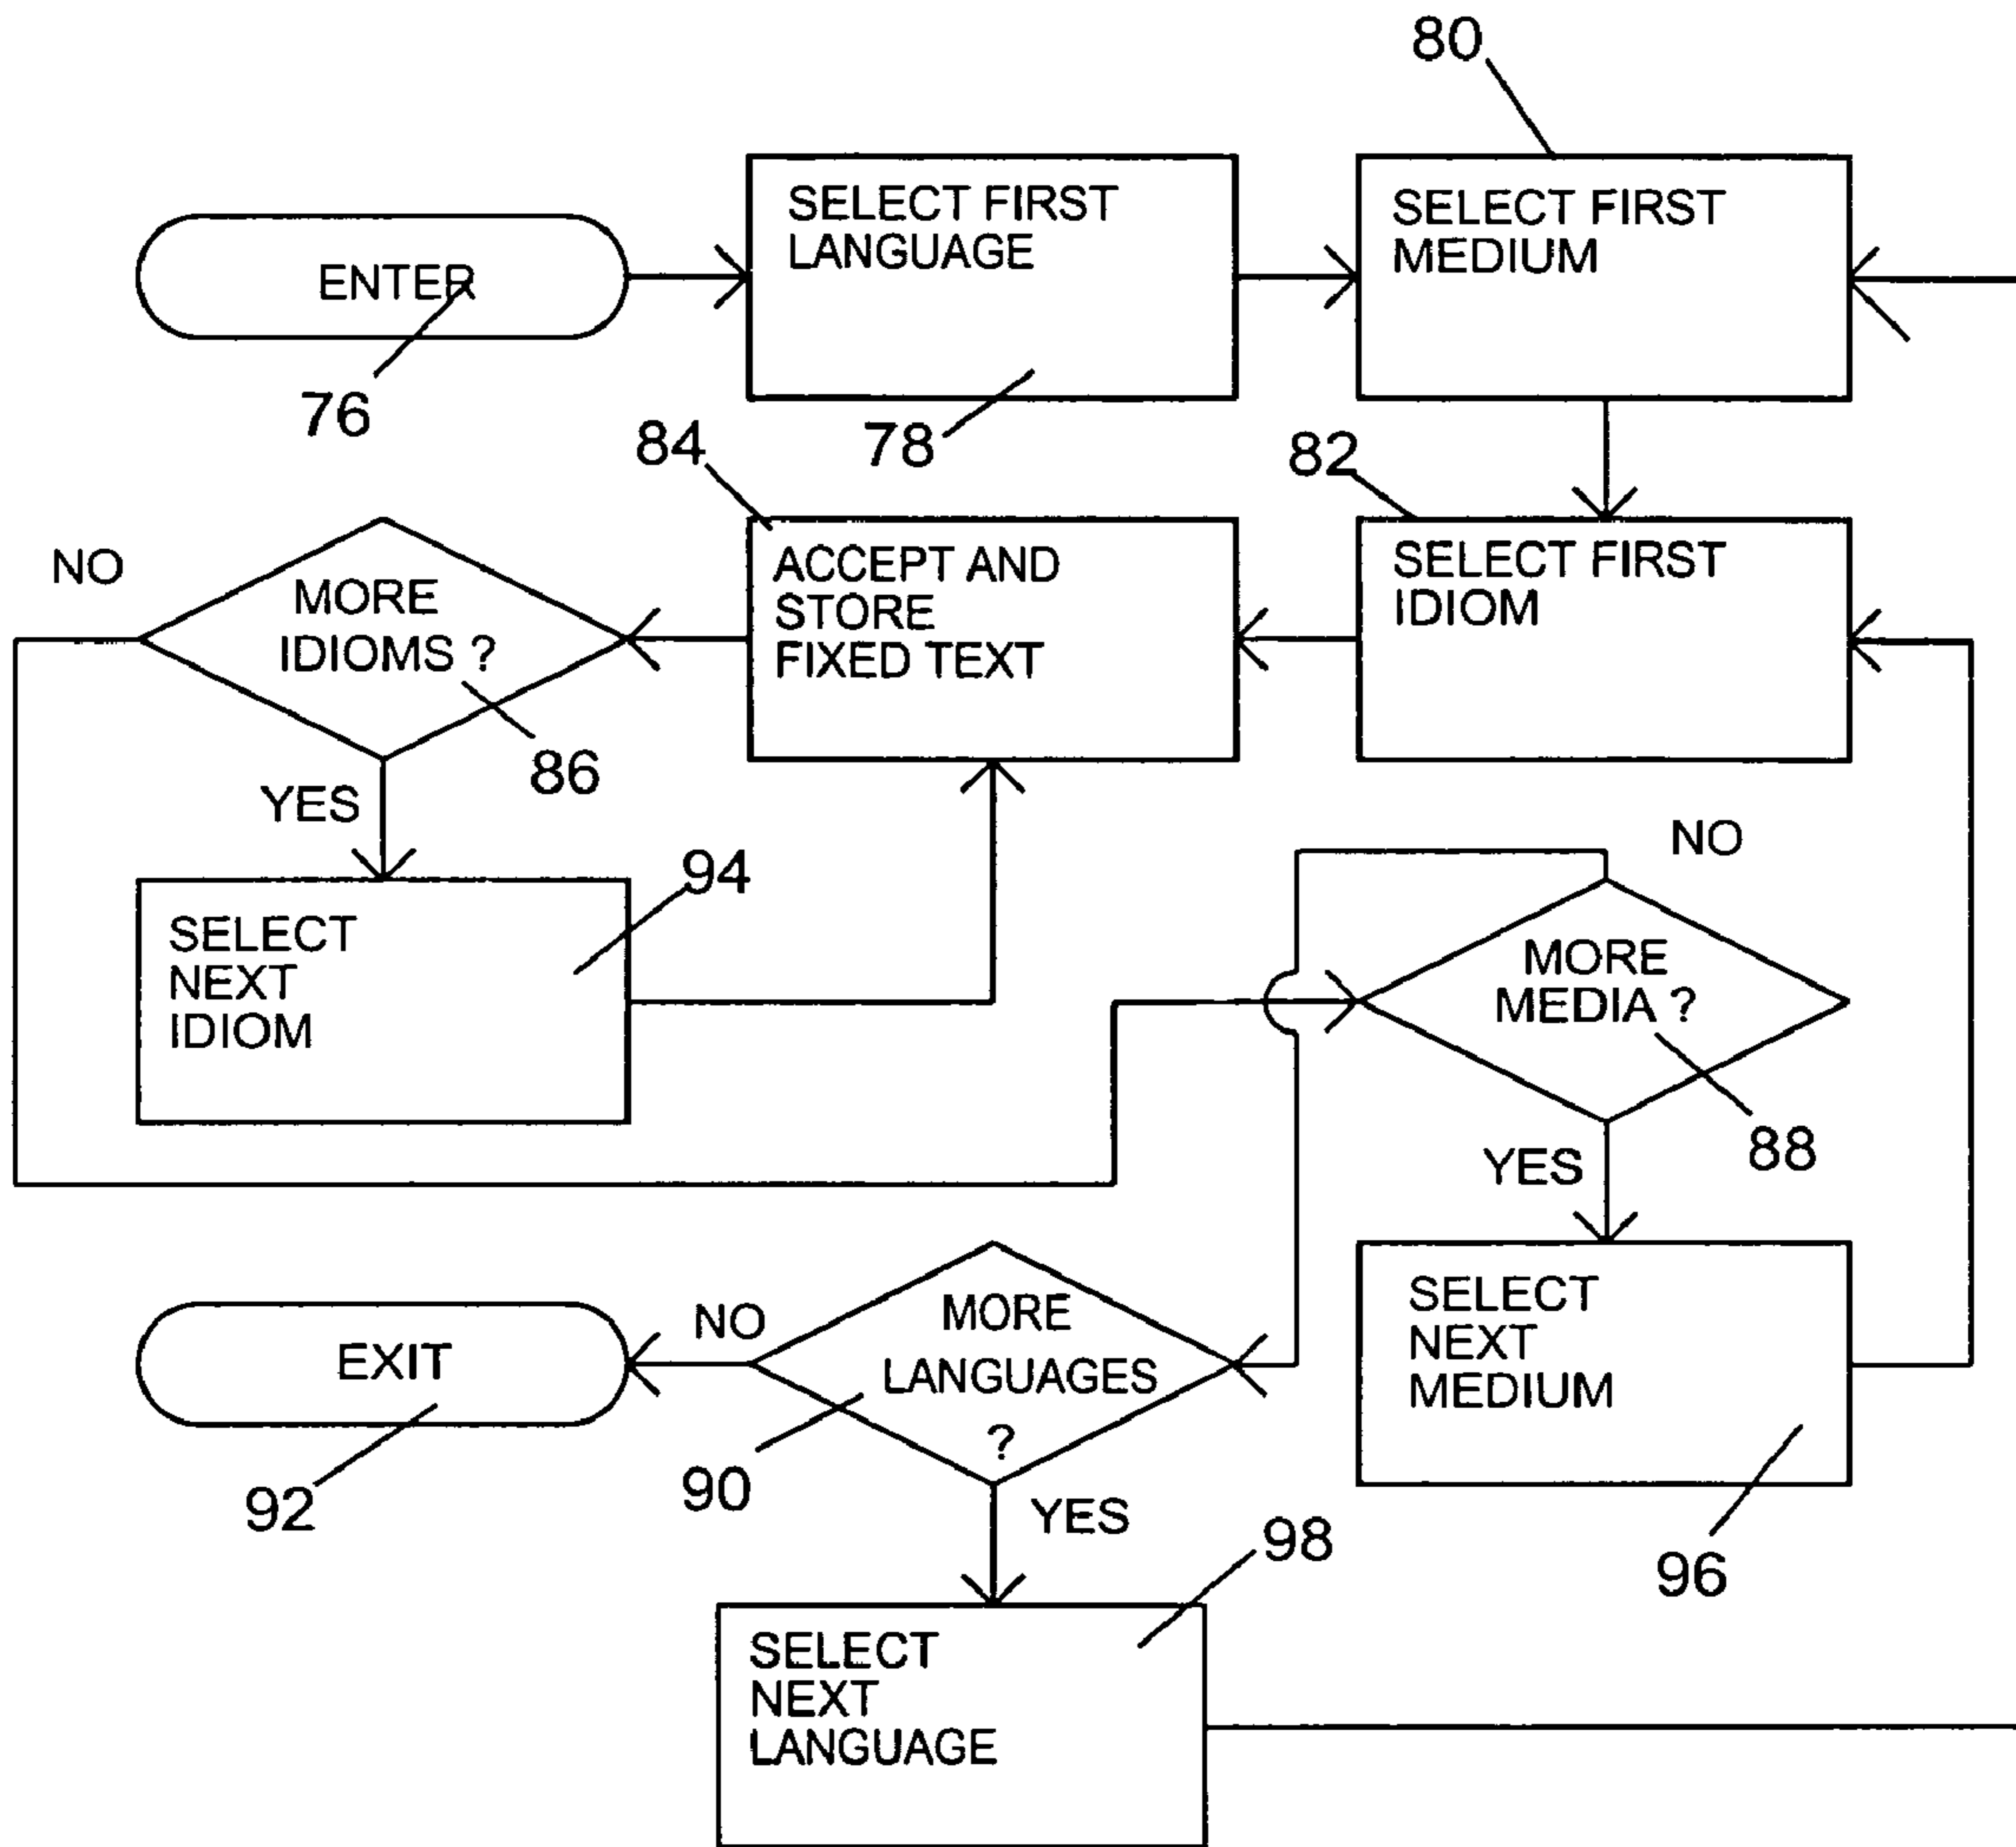 80
SELECT FIRST
LANGUAGE
SELECT FIRST
MEDIUM
ENTER
76
78
84
82
NO
MORE
IDIOMS ?
ACCEPT AND
STORE
FIXED TEXT
SELECT FIRST
IDIOM
86
YES
NO
94
SELECT
NEXT
IDIOM
MORE
MEDIA ?
88
YES
EXIT
NO
MORE
LANGUAGES
?
SELECT
NEXT
MEDIUM
92
90
YES
98
96
SELECT
NEXT
LANGUAGE